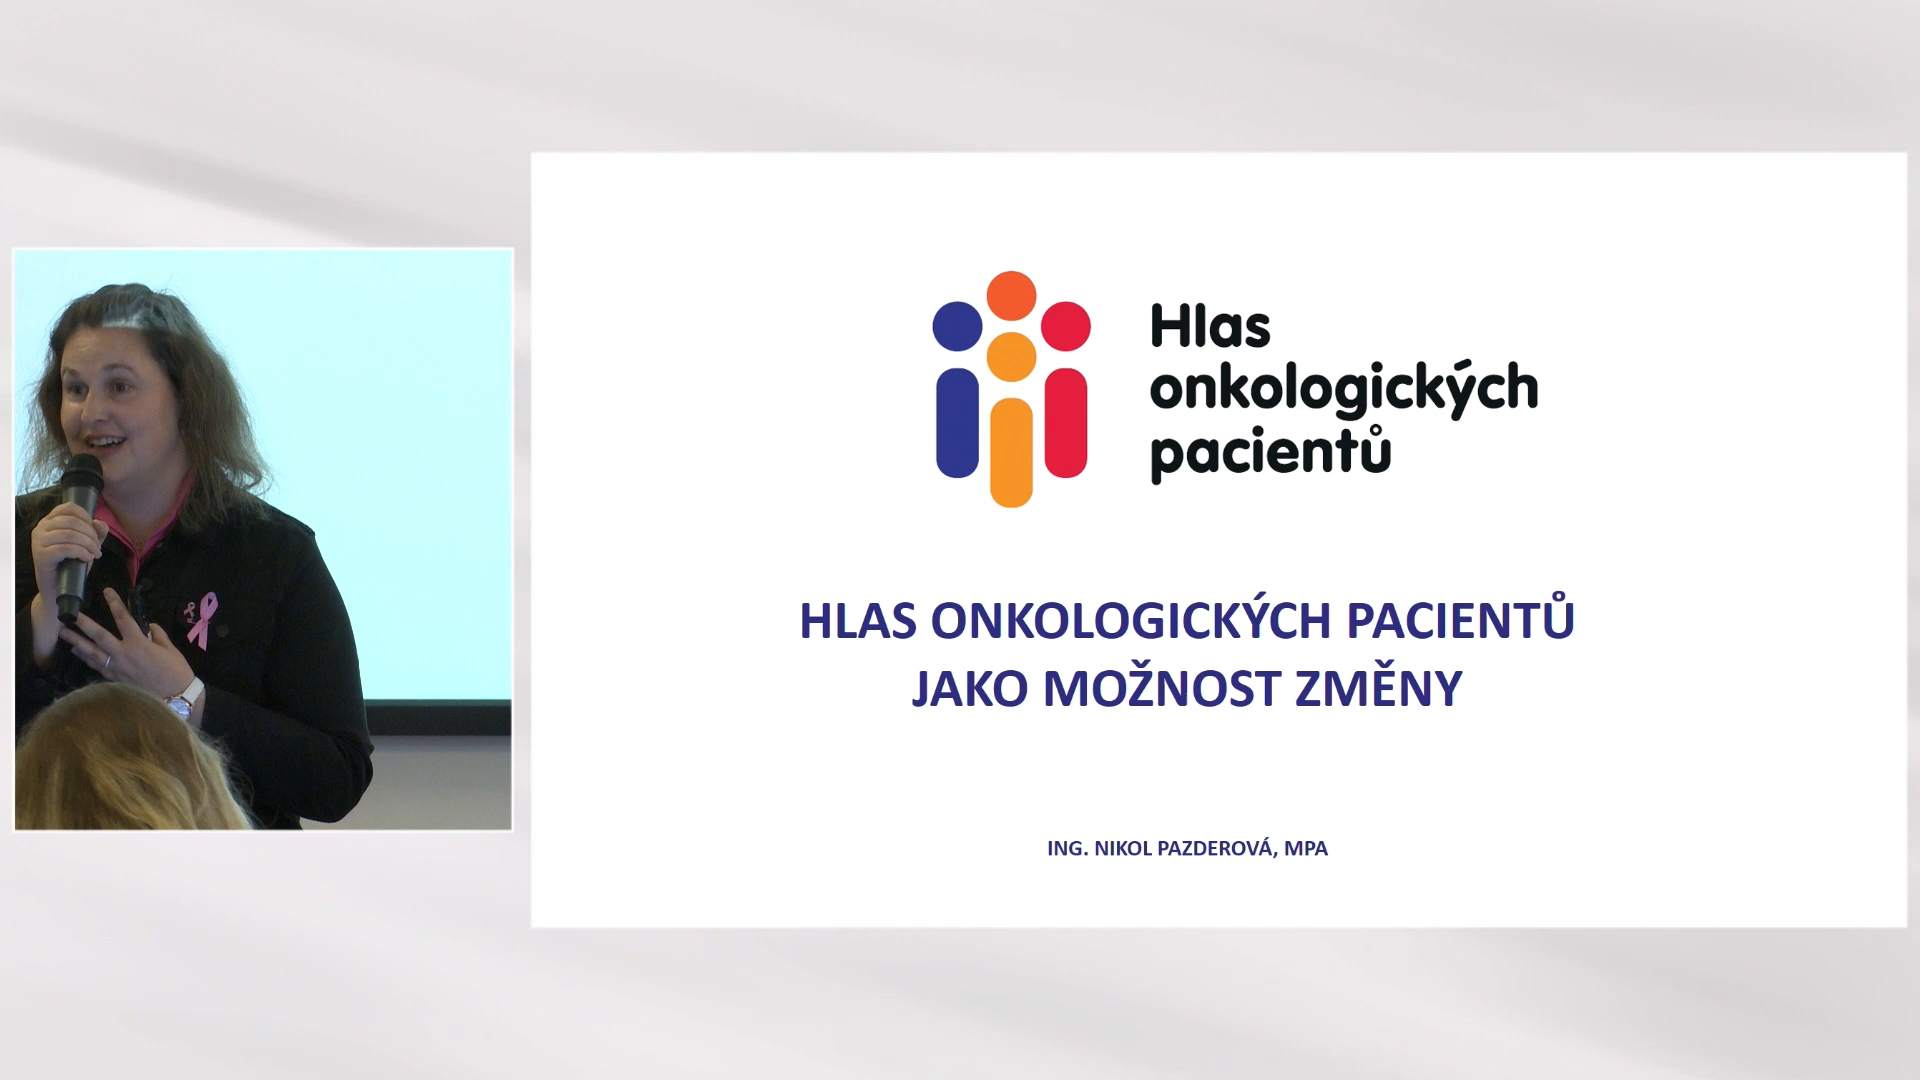 Hlas
onkologických
pacientů
HLAS ONKOLOGICKÝCH PACIENTŮ
JAKO MOŽNOST ZMĚNY
ING. NIKOL PAZDEROVÁ, MPA